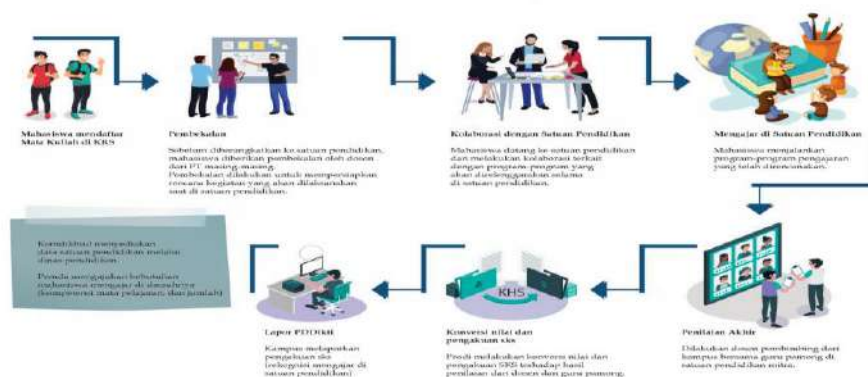 Mahasiswa mendaftar
Mata Kuliah di KRS
Pembekalan
Sebelum diberangkatkan ke satuan pendidikan,
mahasiswa diberikan pembekalan oleh dosen
dari PT masing-masing.
Pembekalan dilakukan untuk mempersiapkan
rencana kegiatan yang akan dilaksanakan
saat di satuan pendidikan.
Kolaborasi dengan Satuan Pendidikan
Mahasiswa datang ke satuan pendidikan
dan melakukan kolaborasi terkait
dengan program-program yang
akan diselenggarakan selama
di satuan pendidikan.
Mengajar di Satuan Pendidikan
Mahasiswa menjalankan
program-program pengajaran
yang telah direncanakan.
Kemdikbud menyediakan
data satuan pendidikan melalui
dinas pendidikan
Pemda mengajukan kebutuhan
mahasiswa mengajar di daerahnya
(kompetensi mata pelajaran, dan jumlah)
Lapor PDDikti
Kampus melaporkan
pengakuan sks
(rekognisi mengajar di
satuan pendidikan)
KHS
Konversi nilai dan
pengakuan sks
Prodi melakukan konversi nilai dan
pengakuan SKS terhadap hasil
penilaian dari dosen dan guru pamong.
Penilaian Akhir
Dilakukan dosen pembimbing dari
kampus bersama guru pamong di
satuan pendidikan mitra.